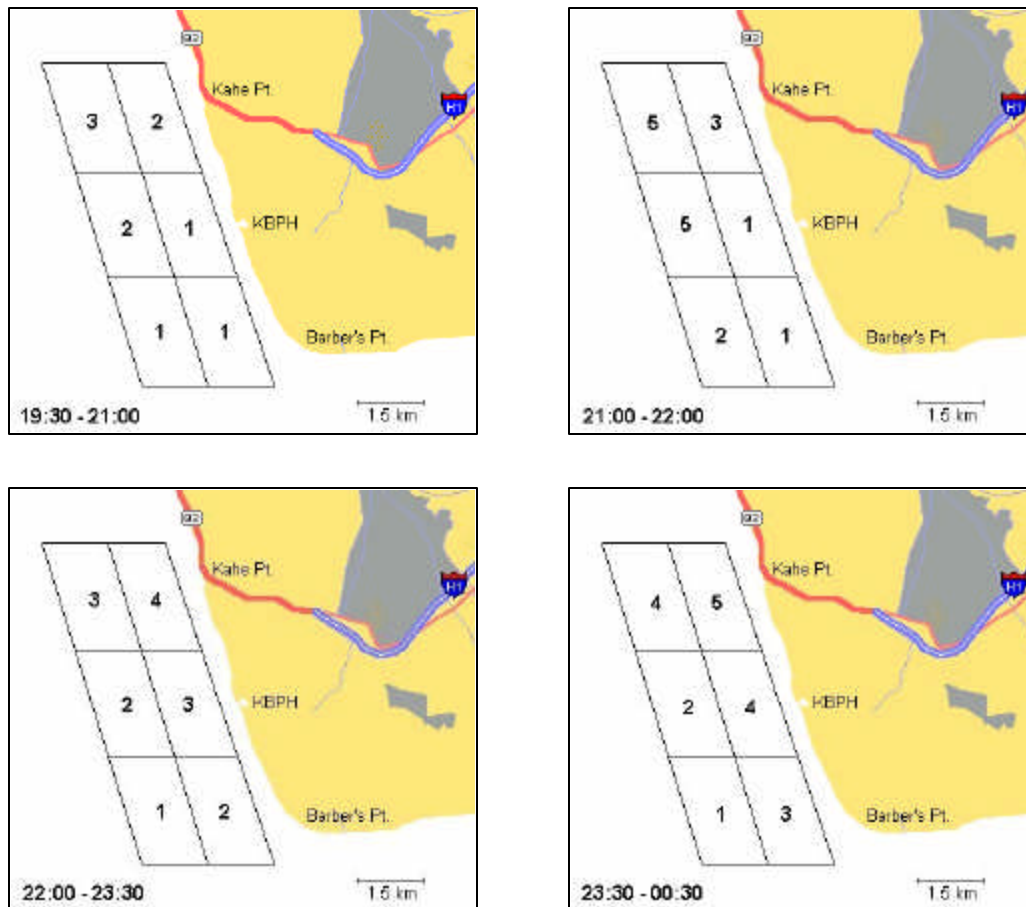 93
Kahe Pt.
H1
3 2
2 1
KBPH
1 1
Barber's Pt.
19:30 - 21:00
1.5 km
93
Kahe Pt.
H1
5 3
5 1
KBPH
2 1
Barber's Pt.
21:00 - 22:00
1.5 km
93
Kahe Pt.
H1
3 4
2 3
KBPH
1 2
Barber's Pt.
22:00 - 23:30
1.5 km
93
Kahe Pt.
H1
4 5
2 4
KBPH
1 3
Barber's Pt.
23:30 - 00:30
1.5 km